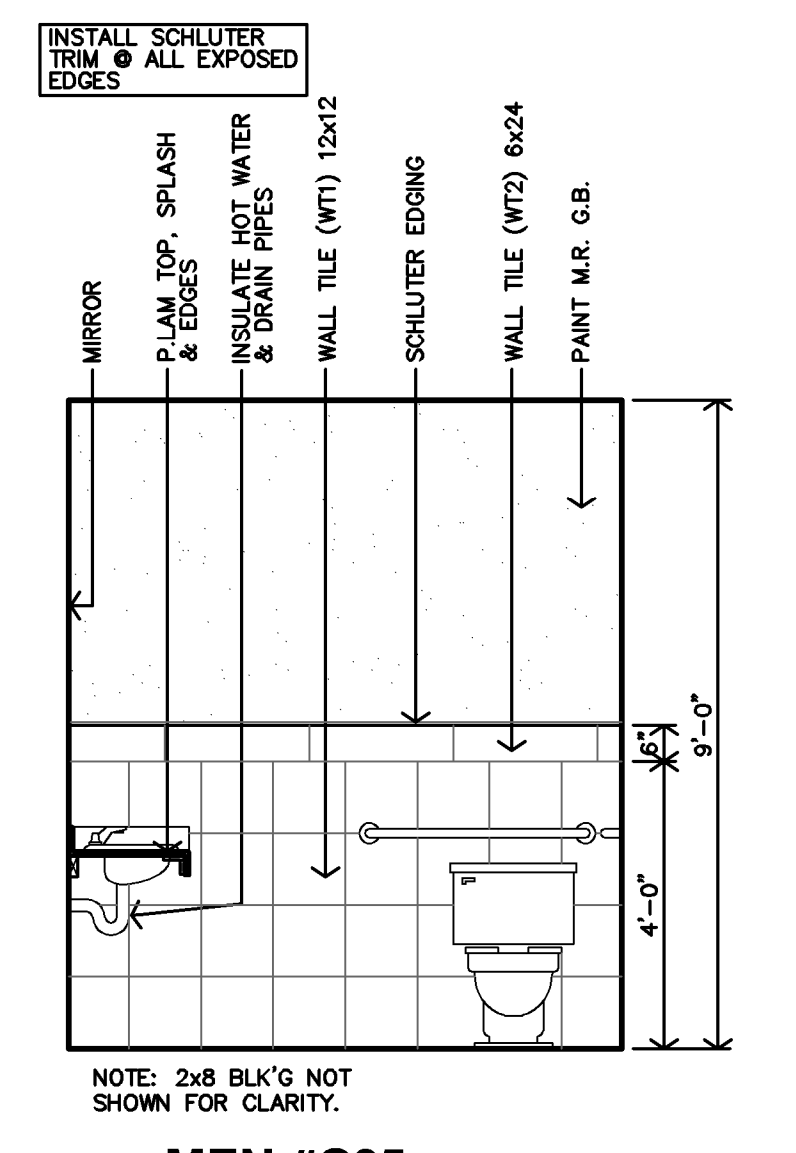 INSTALL SCHLUTER
TRIM @ ALL EXPOSED
EDGES
MIRROR
P.LAM TOP, SPLASH
& EDGES
INSULATE HOT WATER
& DRAIN PIPES
WALL TILE (WT1) 12x12
SCHLUTER EDGING
WALL TILE (WT2) 6x24
PAINT M.R. G.B.
6"
9'-0"
4'-0"
NOTE: 2x8 BLK'G NOT
SHOWN FOR CLARITY.